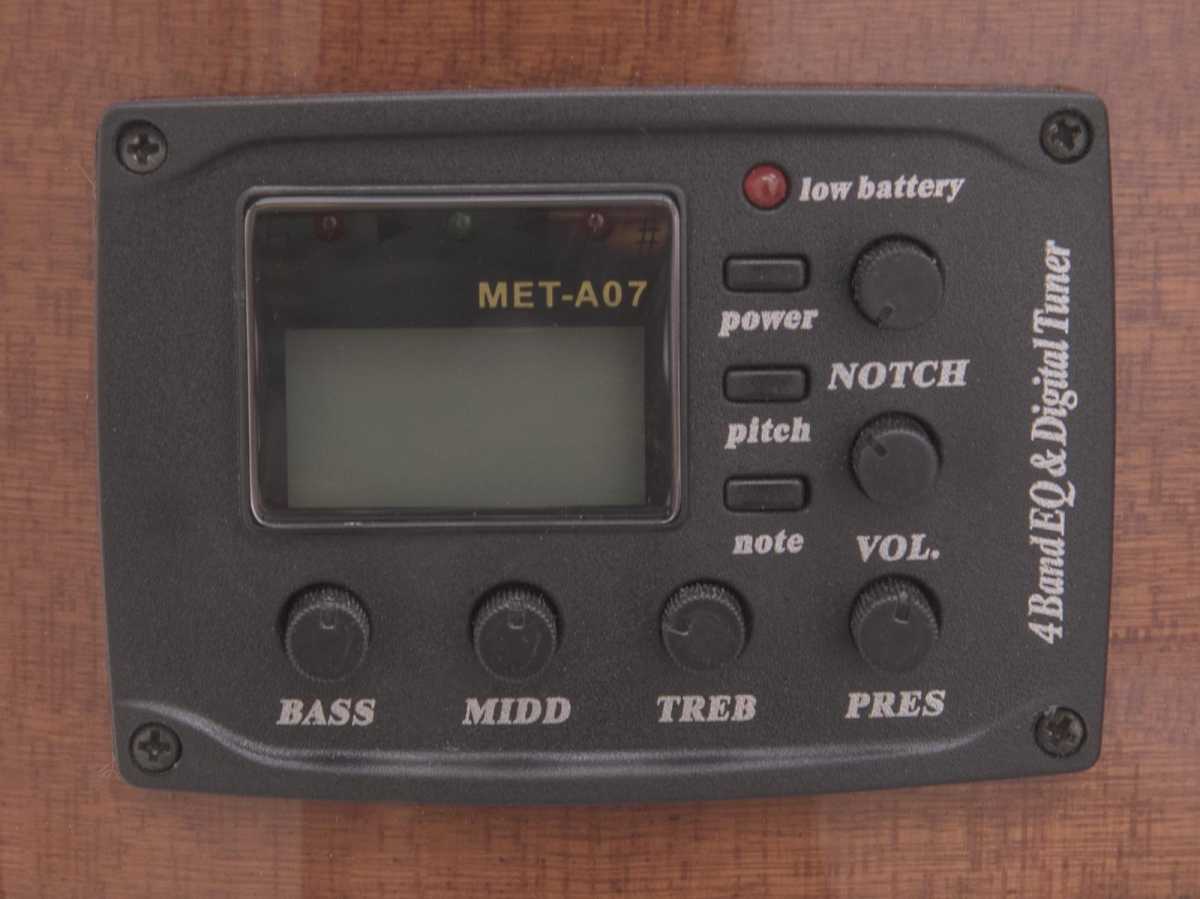 low battery
#
MET-A07
power
NOTCH
pitch
note
VOL.
BASS
MIDD
TREB
PRES
4 Band EQ & Digital Tuner